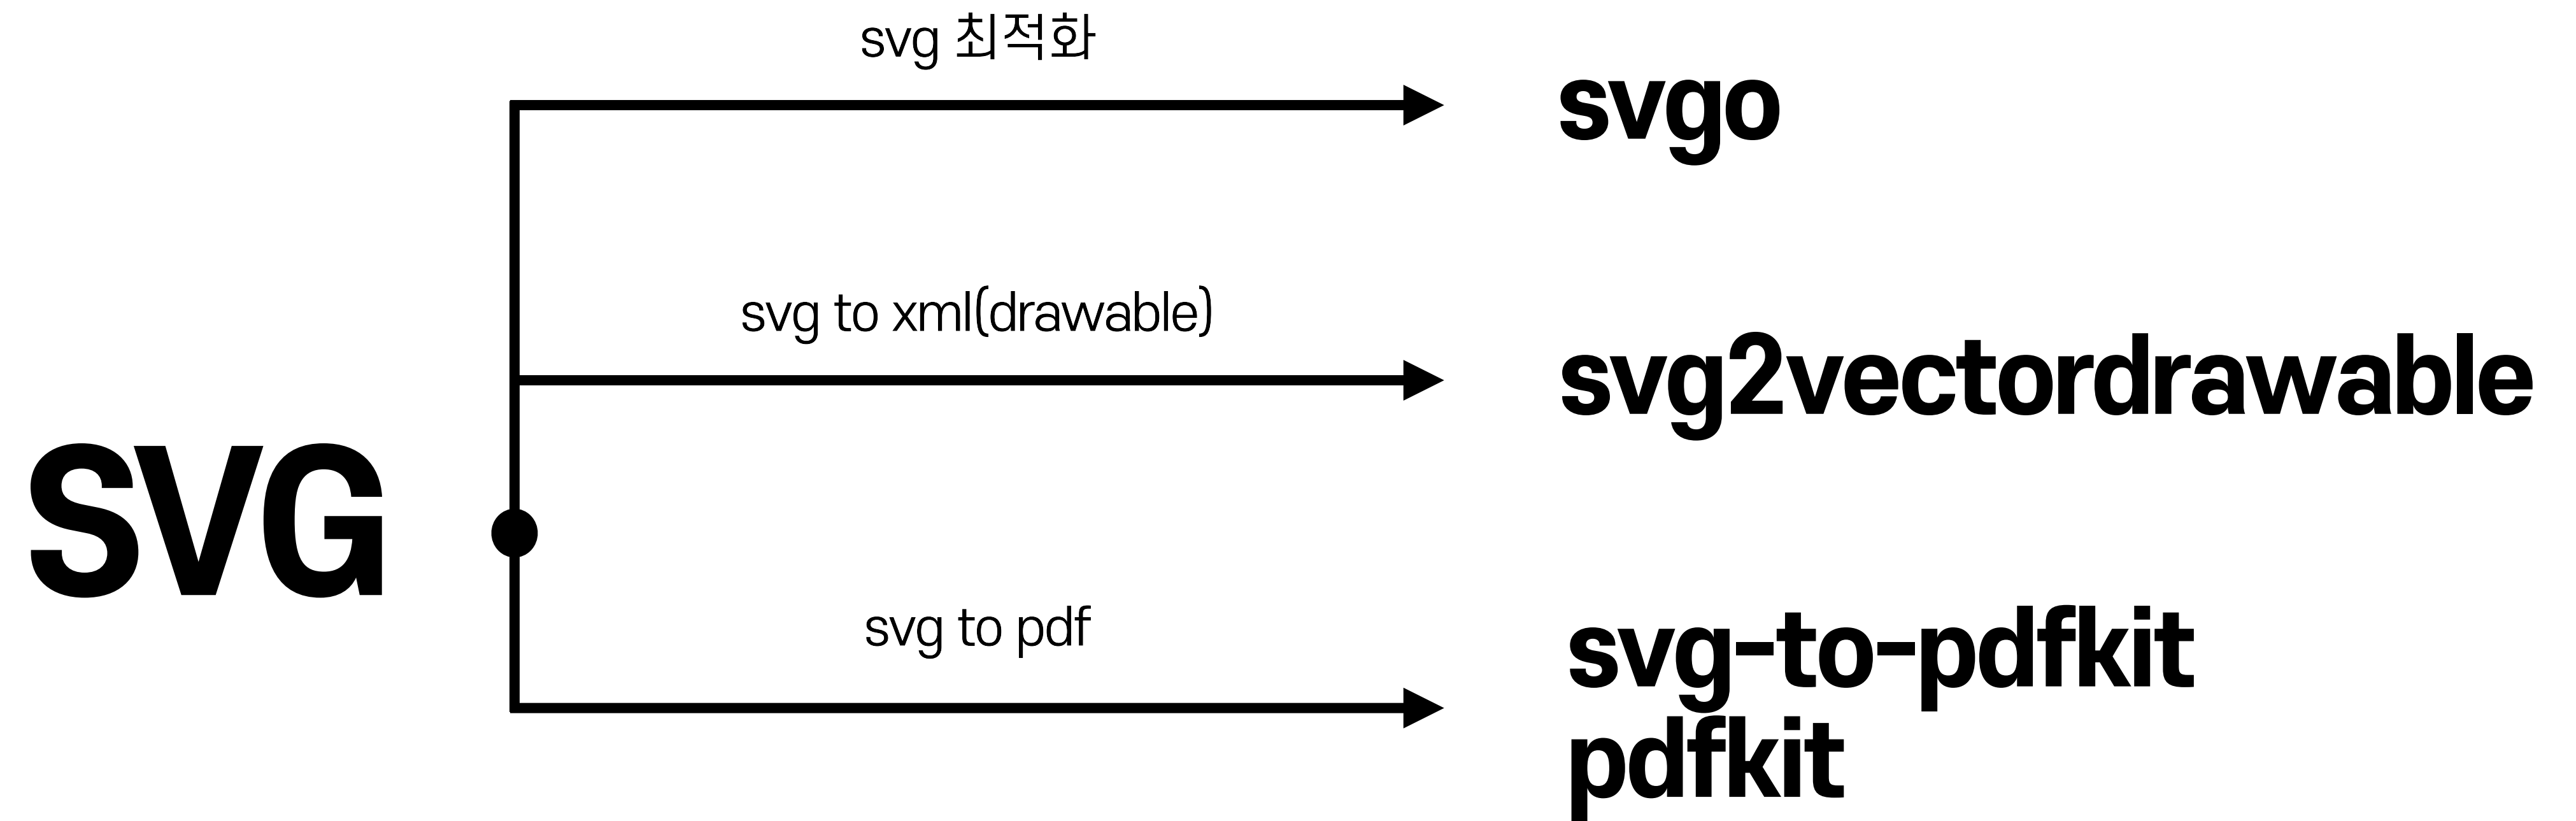 SVG
svg 최적화
svgo
svg to xml(drawable)
svg2vectordrawable
svg to pdf
svg-to-pdfkit
pdfkit